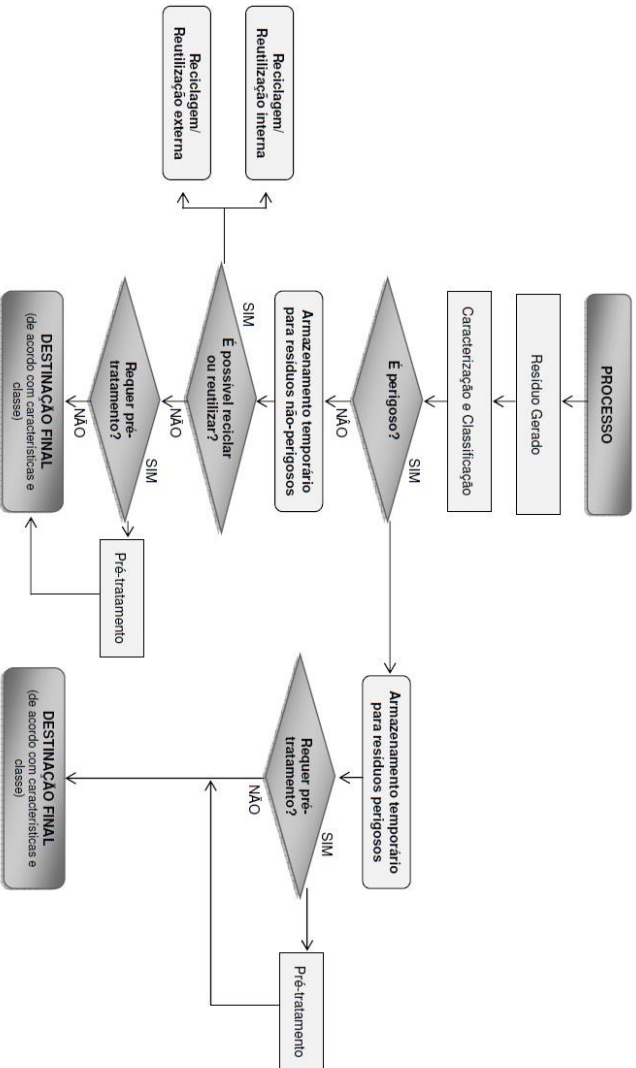 PROCESSO
Resíduo Gerado
Caracterização e Classificação
É perigoso?
SIM
NÃO
Armazenamento temporário
para resíduos não-perigosos
É possível reciclar
ou reutilizar?
SIM
NÃO
Reciclagem/
Reutilização interna
Reciclagem/
Reutilização externa
Requer pré-
tratamento?
SIM
NÃO
Pré-tratamento
DESTINAÇÃO FINAL
(de acordo com características e
classe)
Armazenamento temporário
para resíduos perigosos
Requer pré-
tratamento?
SIM
NÃO
Pré-tratamento
DESTINAÇÃO FINAL
(de acordo com características e
classe)